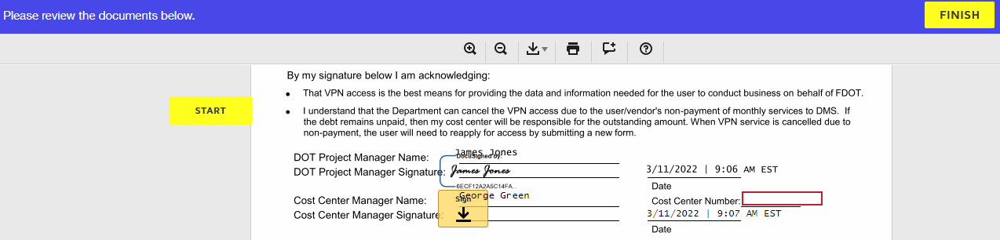 Please review the documents below.
FINISH
START
By my signature below I am acknowledging:
• That VPN access is the best means for providing the data and information needed for the user to conduct business on behalf of FDOT.
• I understand that the Department can cancel the VPN access due to the user/vendor's non-payment of monthly services to DMS. If
the debt remains unpaid, then my cost center will be responsible for the outstanding amount. When VPN service is cancelled due to
non-payment, the user will need to reapply for access by submitting a new form.
DOT Project Manager Name: James Jones
DocuSigned by:
DOT Project Manager Signature: James Jones 3/11/2022 | 9:06 AM EST
6ECF12A2A5C14FA...
Date
Cost Center Manager Name: George Green Cost Center Number:
Sign
Cost Center Manager Signature: 3/11/2022 | 9:07 AM EST
Date